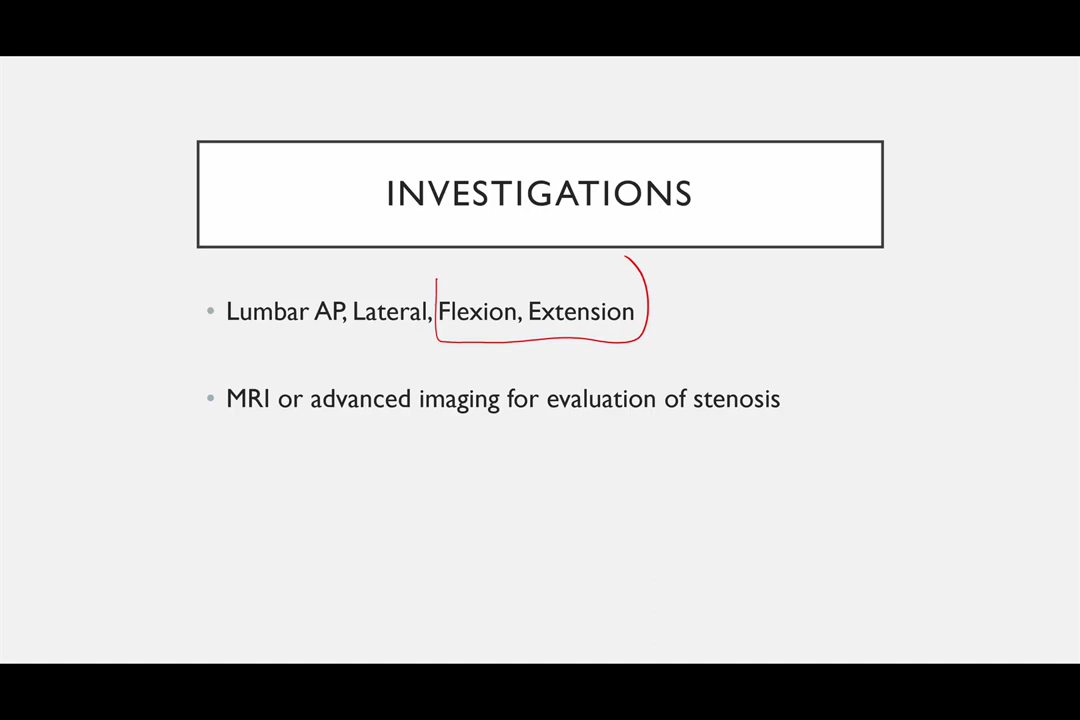 INVESTIGATIONS
• Lumbar AP, Lateral, Flexion, Extension
• MRI or advanced imaging for evaluation of stenosis